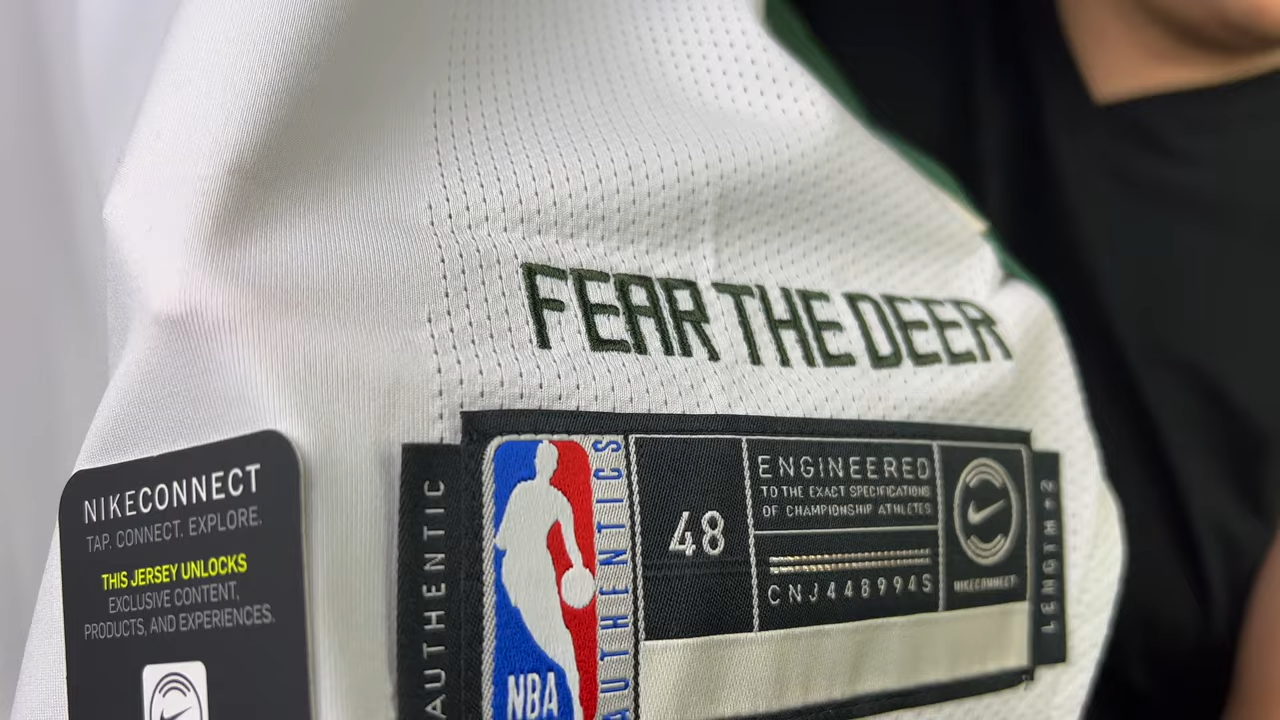 FEAR THE DEER
NIKECONNECT
TAP. CONNECT. EXPLORE.
THIS JERSEY UNLOCKS
EXCLUSIVE CONTENT,
PRODUCTS, AND EXPERIENCES.
AUTHENTIC
NBA
AUTHENTICS
48
ENGINEERED
TO THE EXACT SPECIFICATIONS
OF CHAMPIONSHIP ATHLETES
CNJ448994S
NIKECONNECT
LENGTH +2